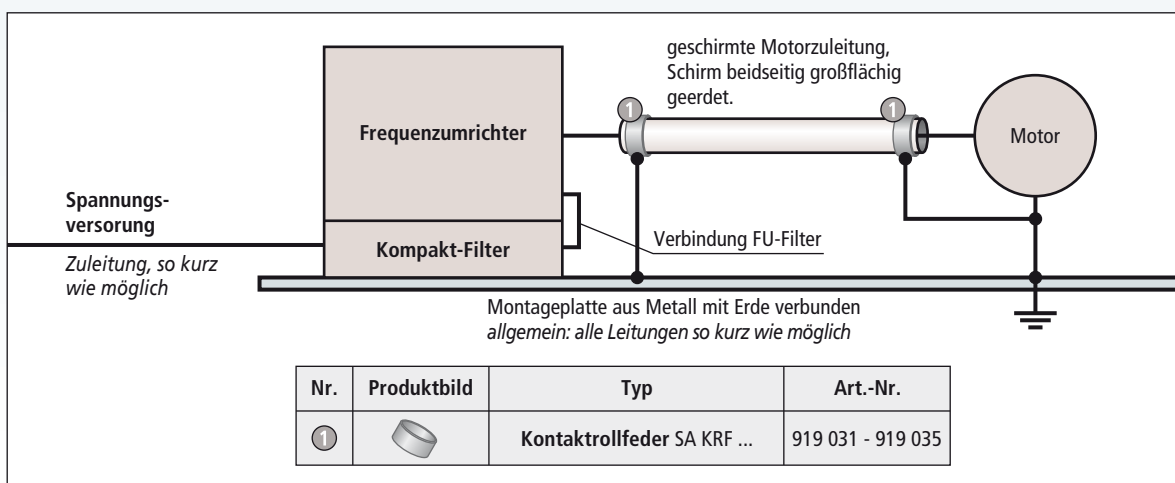 geschirmte Motorzuleitung,
Schirm beidseitig großflächig
geerdet.
1
1
Frequenzumrichter
Motor
Spannungs-
versorung
Kompakt-Filter
Verbindung FU-Filter
Zuleitung, so kurz
wie möglich
Montageplatte aus Metall mit Erde verbunden
allgemein: alle Leitungen so kurz wie möglich
Nr. Produktbild Typ Art.-Nr.
1 Kontaktrollfeder SA KRF ... 919 031 - 919 035